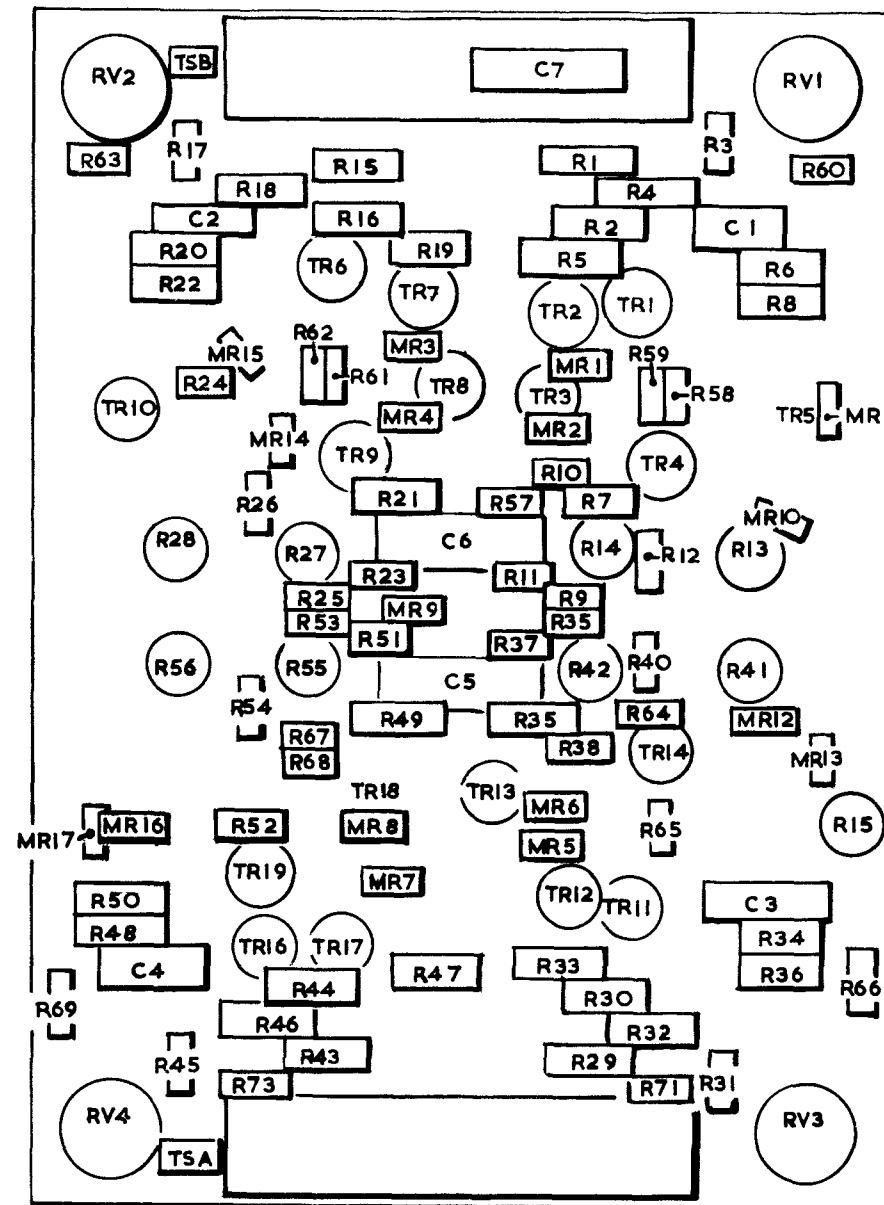 RV2 TSB C7 RV1
R63 R17 R15 R1 R3 R60
R18 R4
C2 R16 R2 C1
R20 R19 R5 R6
R22 TR6 TR7 TR2 TR1 R8
R62 MR3 R59
MR15 MR1
R24 R61 TR8 TR3 R58
TR10 MR4 MR2 TR5 MR
MR14 TR9 TR4
R10
R26 R21 R57 R7
MR10
R28 R27 C6 R14 R12 R13
R23 R11
R25 MR9 R9
R53 R35
R51 R37
R56 R55 R42 R40 R41
C5
R54 R49 R35 R64 MR12
R67 R38 TR14
R68 MR13
TR18 TR13
MR6
MR17 MR16 R52 MR8 R65 R15
MR5
TR19 MR7
R50 TR12 TR11 C3
R48 R34
TR16 TR17
C4 R47 R33 R36
R44 R66
R69 R30
R46 R32
R45 R43 R29
R73 R71 R31
RV4 RV3
TSA